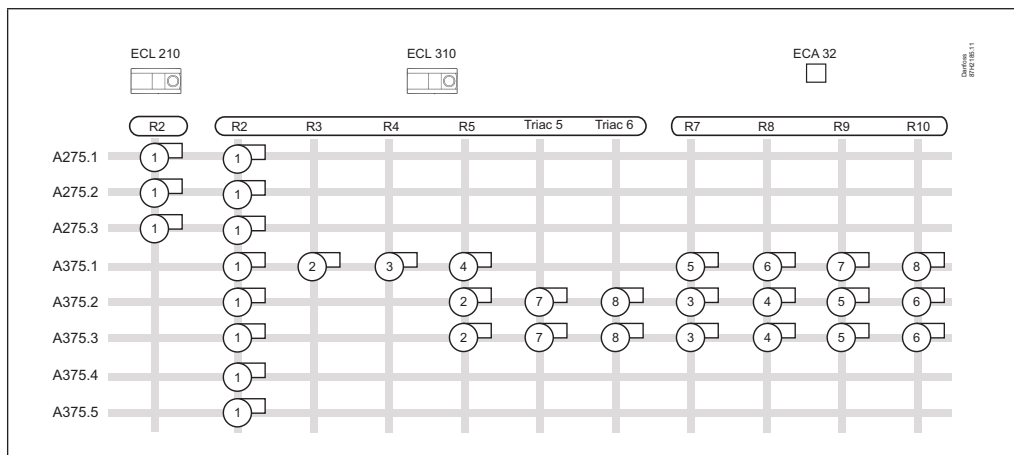 ECL 210 ECL 310 ECA 32
Danfoss
87H2185.11
R2 R2 R3 R4 R5 Triac 5 Triac 6 R7 R8 R9 R10
A275.1 1 1
A275.2 1 1
A275.3 1 1
A375.1 1 2 3 4 5 6 7 8
A375.2 1 2 7 8 3 4 5 6
A375.3 1 2 7 8 3 4 5 6
A375.4 1
A375.5 1